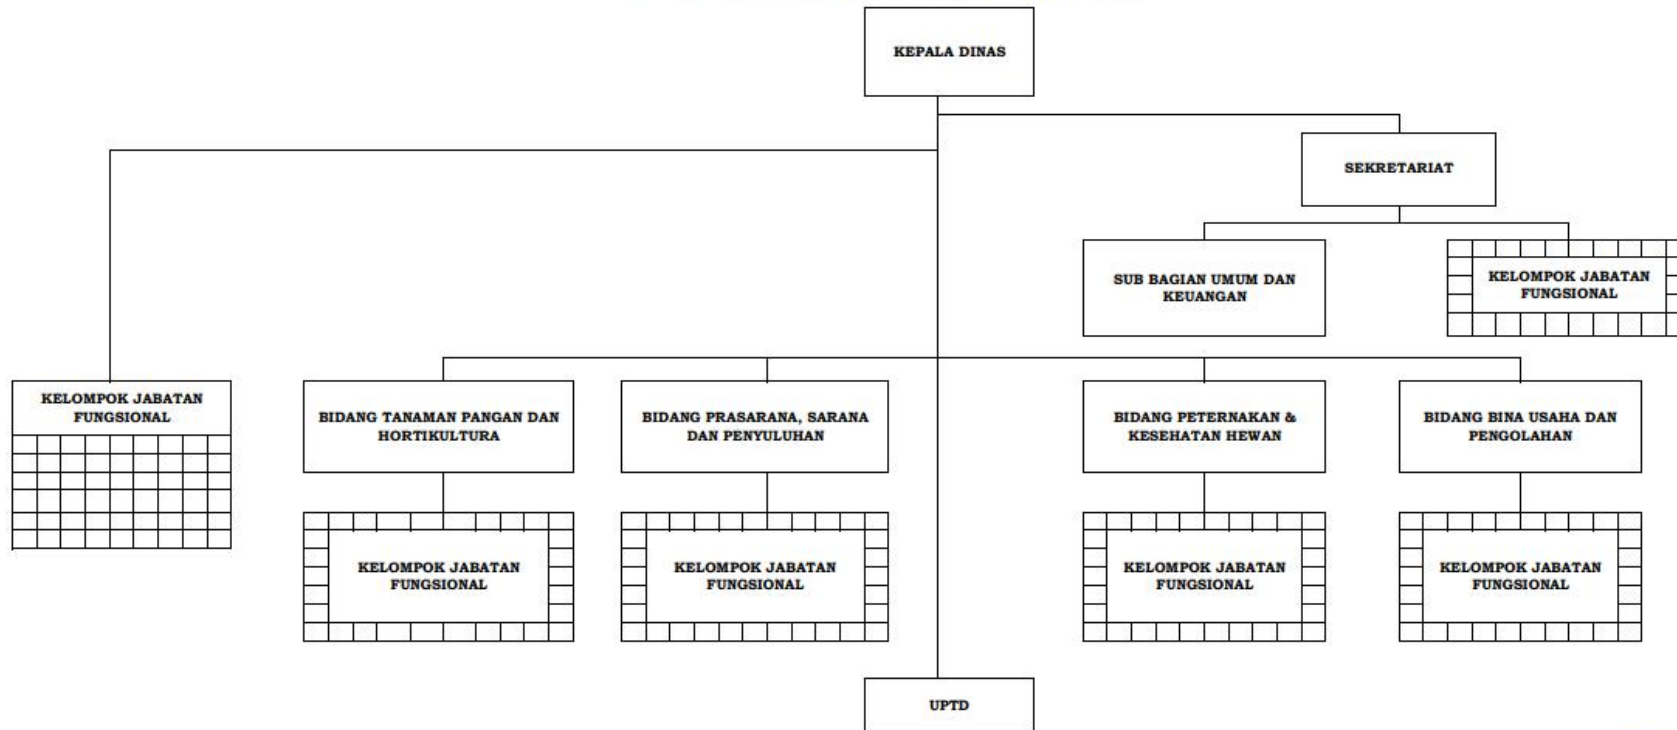 KEPALA DINAS
SEKRETARIAT
SUB BAGIAN UMUM DAN
KEUANGAN
KELOMPOK JABATAN
FUNGSIONAL
KELOMPOK JABATAN
FUNGSIONAL
BIDANG TANAMAN PANGAN DAN
HORTIKULTURA
BIDANG PRASARANA, SARANA
DAN PENYULUHAN
BIDANG PETERNAKAN &
KESEHATAN HEWAN
BIDANG BINA USAHA DAN
PENGOLAHAN
KELOMPOK JABATAN
FUNGSIONAL
KELOMPOK JABATAN
FUNGSIONAL
KELOMPOK JABATAN
FUNGSIONAL
KELOMPOK JABATAN
FUNGSIONAL
UPTD